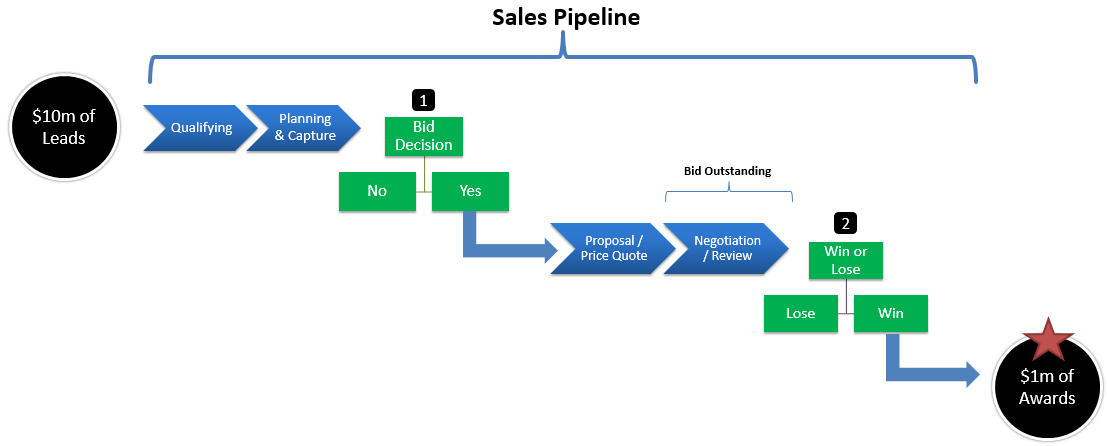 Sales Pipeline
$10m of
Leads
Qualifying
Planning
& Capture
1
Bid
Decision
No
Yes
Bid Outstanding
Proposal /
Price Quote
Negotiation
/ Review
2
Win or
Lose
Lose
Win
$1m of
Awards